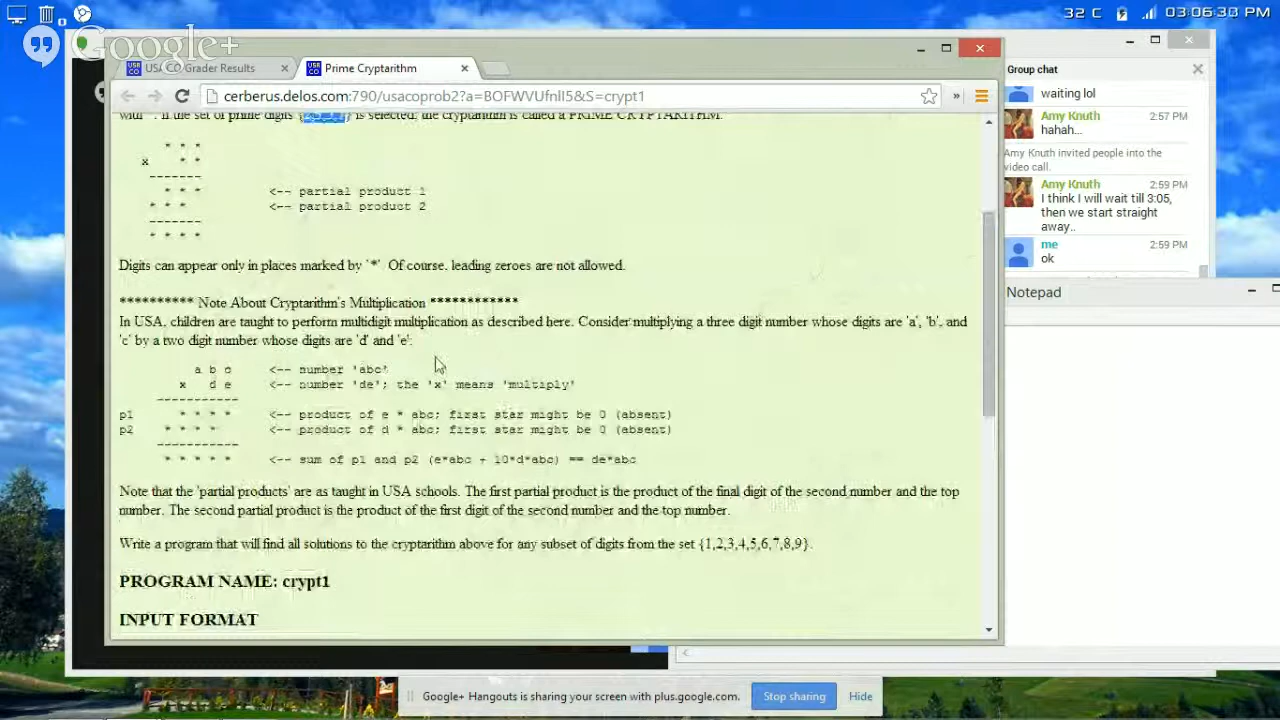 32 C 03:06:30 PM
Google+
USACO Grader Results
Prime Cryptarithm
Group chat
cerberus.delos.com:790/usacoprob2?a=BOFWVUfnlI5&S=crypt1
waiting lol
2:57 PM
Amy Knuth
hahah...
Amy Knuth invited people into the
video call.
Amy Knuth 2:59 PM
I think I will wait till 3:05,
then we start straight
away..
me 2:59 PM
ok
Notepad
is selected, the cryptarithm is called a PRIME CRYPTARITHM.
* * *
x * *
-------
* * * <-- partial product 1
* * * <-- partial product 2
-------
* * * *
Digits can appear only in places marked by `*'. Of course, leading zeroes are not allowed.
********** Note About Cryptarithm's Multiplication ************
In USA, children are taught to perform multidigit multiplication as described here. Consider multiplying a three digit number whose digits are 'a', 'b', and
'c' by a two digit number whose digits are 'd' and 'e':
a b c <-- number 'abc'
x d e <-- number 'de'; the 'x' means 'multiply'
-----------
p1 * * * * <-- product of e * abc; first star might be 0 (absent)
p2 * * * * <-- product of d * abc; first star might be 0 (absent)
-----------
* * * * * <-- sum of p1 and p2 (e*abc + 10*d*abc) == de*abc
Note that the 'partial products' are as taught in USA schools. The first partial product is the product of the final digit of the second number and the top
number. The second partial product is the product of the first digit of the second number and the top number.
Write a program that will find all solutions to the cryptarithm above for any subset of digits from the set {1,2,3,4,5,6,7,8,9}.
PROGRAM NAME: crypt1
INPUT FORMAT
Google+ Hangouts is sharing your screen with plus.google.com.
Stop sharing
Hide